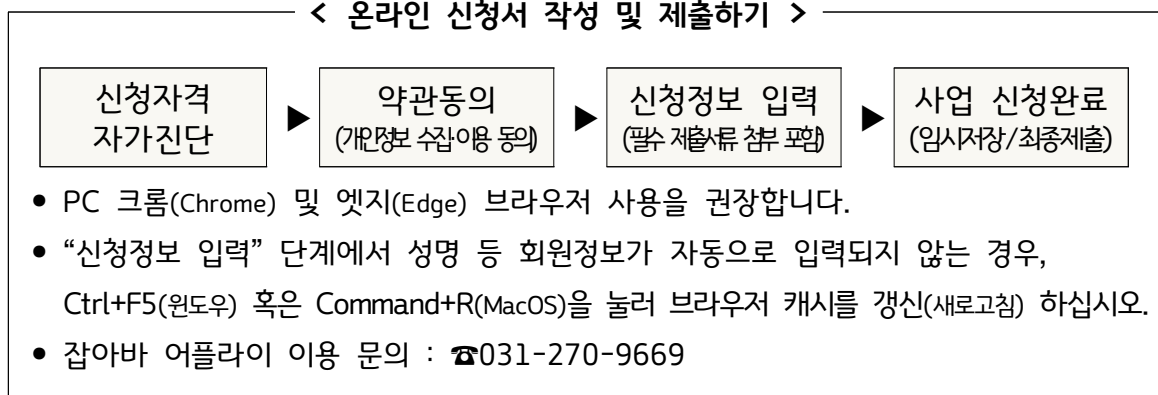 < 온라인 신청서 작성 및 제출하기 >
신청자격
자가진단
▶
약관동의
(개인정보 수집·이용 동의)
▶
신청정보 입력
(필수 제출서류 첨부 포함)
▶
사업 신청완료
(임시저장/최종제출)
• PC 크롬(Chrome) 및 엣지(Edge) 브라우저 사용을 권장합니다.
• “신청정보 입력” 단계에서 성명 등 회원정보가 자동으로 입력되지 않는 경우,
Ctrl+F5(윈도우) 혹은 Command+R(MacOS)을 눌러 브라우저 캐시를 갱신(새로고침) 하십시오.
• 잡아바 어플라이 이용 문의 : ☎031-270-9669